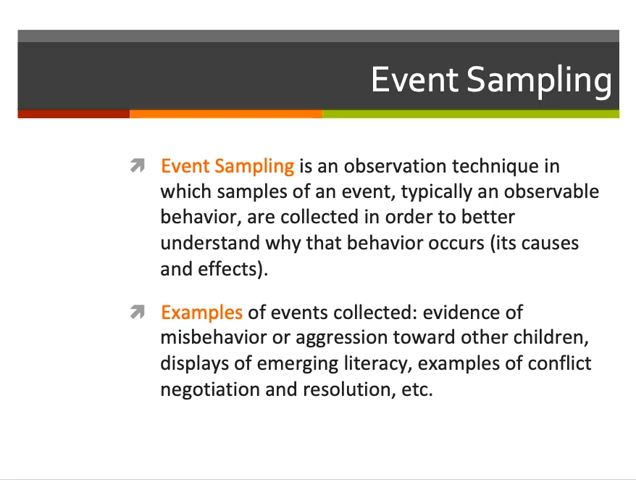 Event Sampling
Event Sampling is an observation technique in
which samples of an event, typically an observable
behavior, are collected in order to better
understand why that behavior occurs (its causes
and effects).
Examples of events collected: evidence of
misbehavior or aggression toward other children,
displays of emerging literacy, examples of conflict
negotiation and resolution, etc.